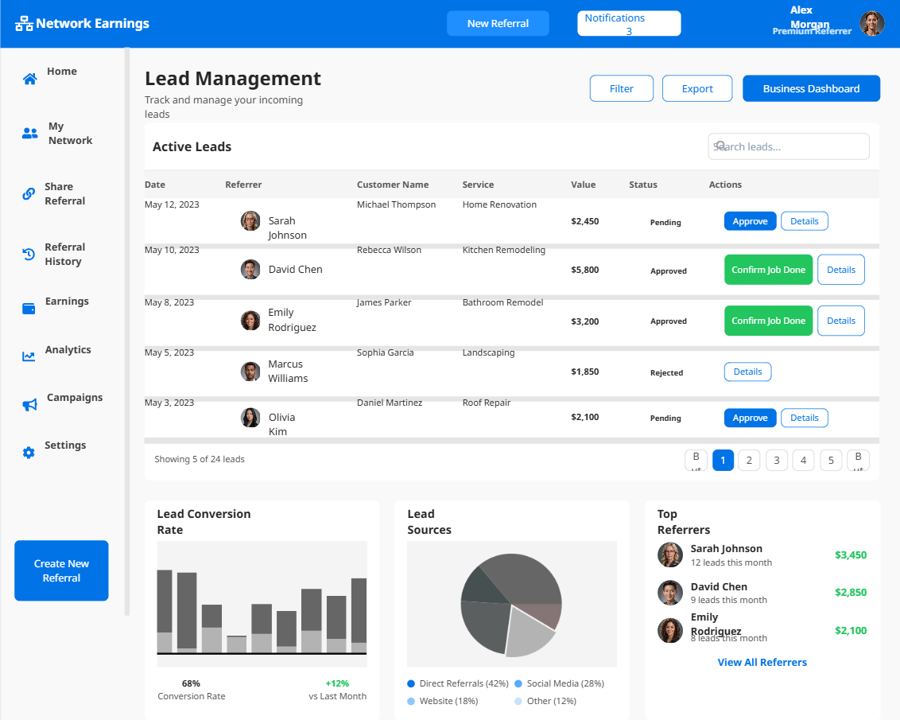 Network Earnings
New Referral
Notifications
3
Alex
Morgan
Premium Referrer
Home
My
Network
Share
Referral
Referral
History
Earnings
Analytics
Campaigns
Settings
Create New
Referral
Lead Management
Track and manage your incoming
leads
Filter
Export
Business Dashboard
Active Leads
Search leads...
Date Referrer Customer Name Service Value Status Actions
May 12, 2023 Sarah Johnson Michael Thompson Home Renovation $2,450 Pending Approve Details
May 10, 2023 David Chen Rebecca Wilson Kitchen Remodeling $5,800 Approved Confirm Job Done Details
May 8, 2023 Emily Rodriguez James Parker Bathroom Remodel $3,200 Approved Confirm Job Done Details
May 5, 2023 Marcus Williams Sophia Garcia Landscaping $1,850 Rejected Details
May 3, 2023 Olivia Kim Daniel Martinez Roof Repair $2,100 Pending Approve Details
Showing 5 of 24 leads
1 2 3 4 5
Lead Conversion
Rate
68%
Conversion Rate
+12%
vs Last Month
Lead
Sources
Direct Referrals (42%) Social Media (28%)
Website (18%) Other (12%)
Top
Referrers
Sarah Johnson
12 leads this month
$3,450
David Chen
9 leads this month
$2,850
Emily
Rodriguez
8 leads this month
$2,100
View All Referrers